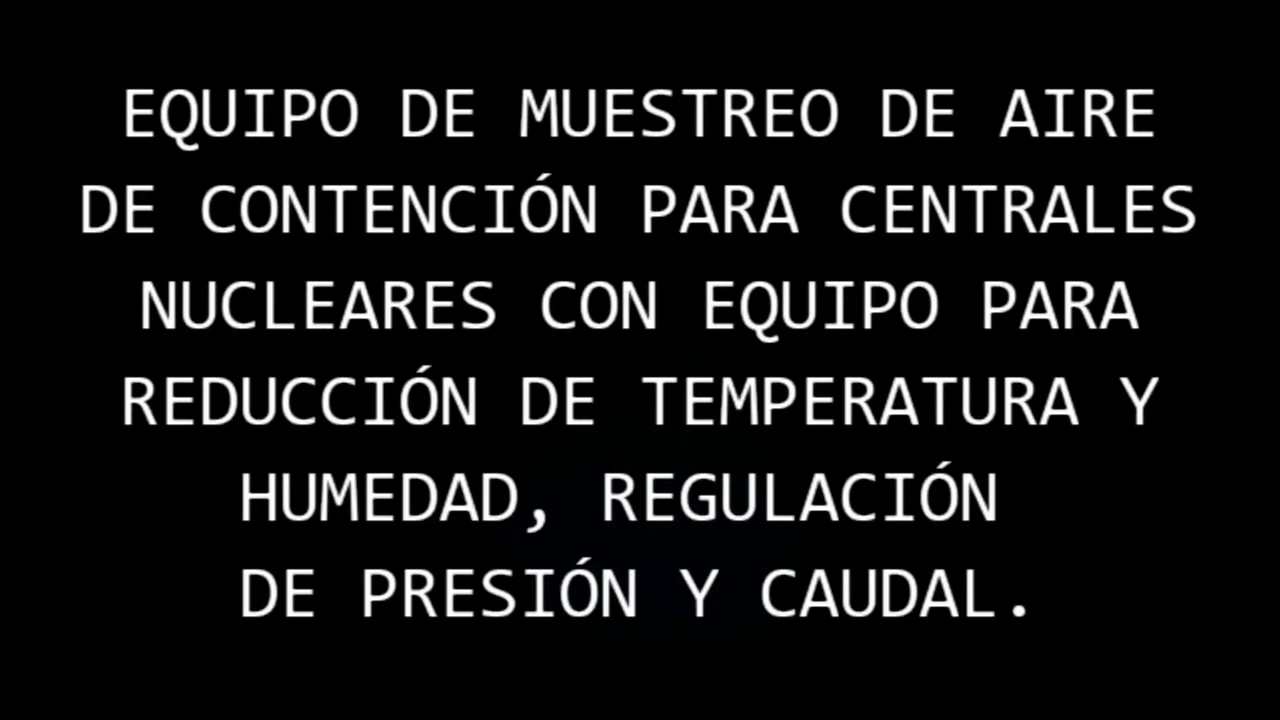 EQUIPO DE MUESTREO DE AIRE
DE CONTENCIÓN PARA CENTRALES
NUCLEARES CON EQUIPO PARA
REDUCCIÓN DE TEMPERATURA Y
HUMEDAD, REGULACIÓN
DE PRESIÓN Y CAUDAL.